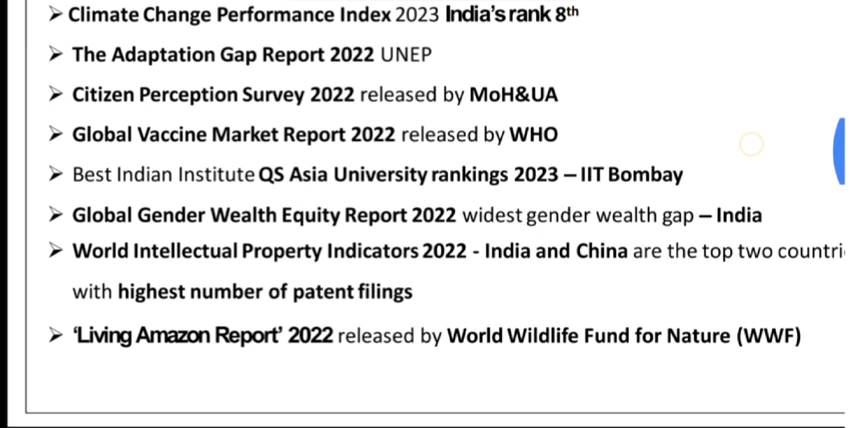 ➢ Climate Change Performance Index 2023 India's rank 8th
➢ The Adaptation Gap Report 2022 UNEP
➢ Citizen Perception Survey 2022 released by MoH&UA
➢ Global Vaccine Market Report 2022 released by WHO
➢ Best Indian Institute QS Asia University rankings 2023 – IIT Bombay
➢ Global Gender Wealth Equity Report 2022 widest gender wealth gap – India
➢ World Intellectual Property Indicators 2022 - India and China are the top two countri
with highest number of patent filings
➢ 'Living Amazon Report' 2022 released by World Wildlife Fund for Nature (WWF)